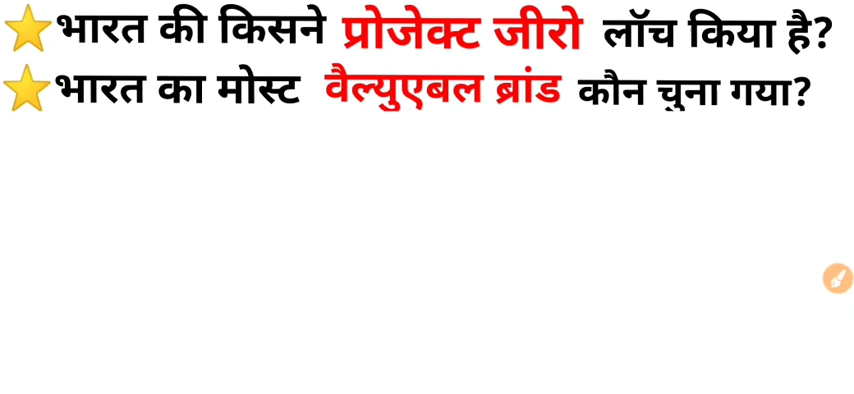 ⭐भारत की किसने प्रोजेक्ट जीरो लॉच किया है?
⭐भारत का मोस्ट वैल्युएबल ब्रांड कौन चुना गया?